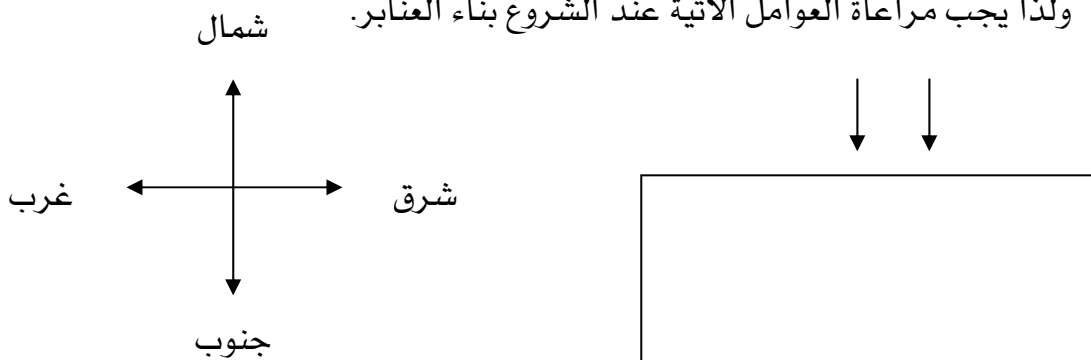 ولذا يجب مراعاة العوامل الآتية عند الشروع بناء العنابر.
شمال
شرق
غرب
جنوب